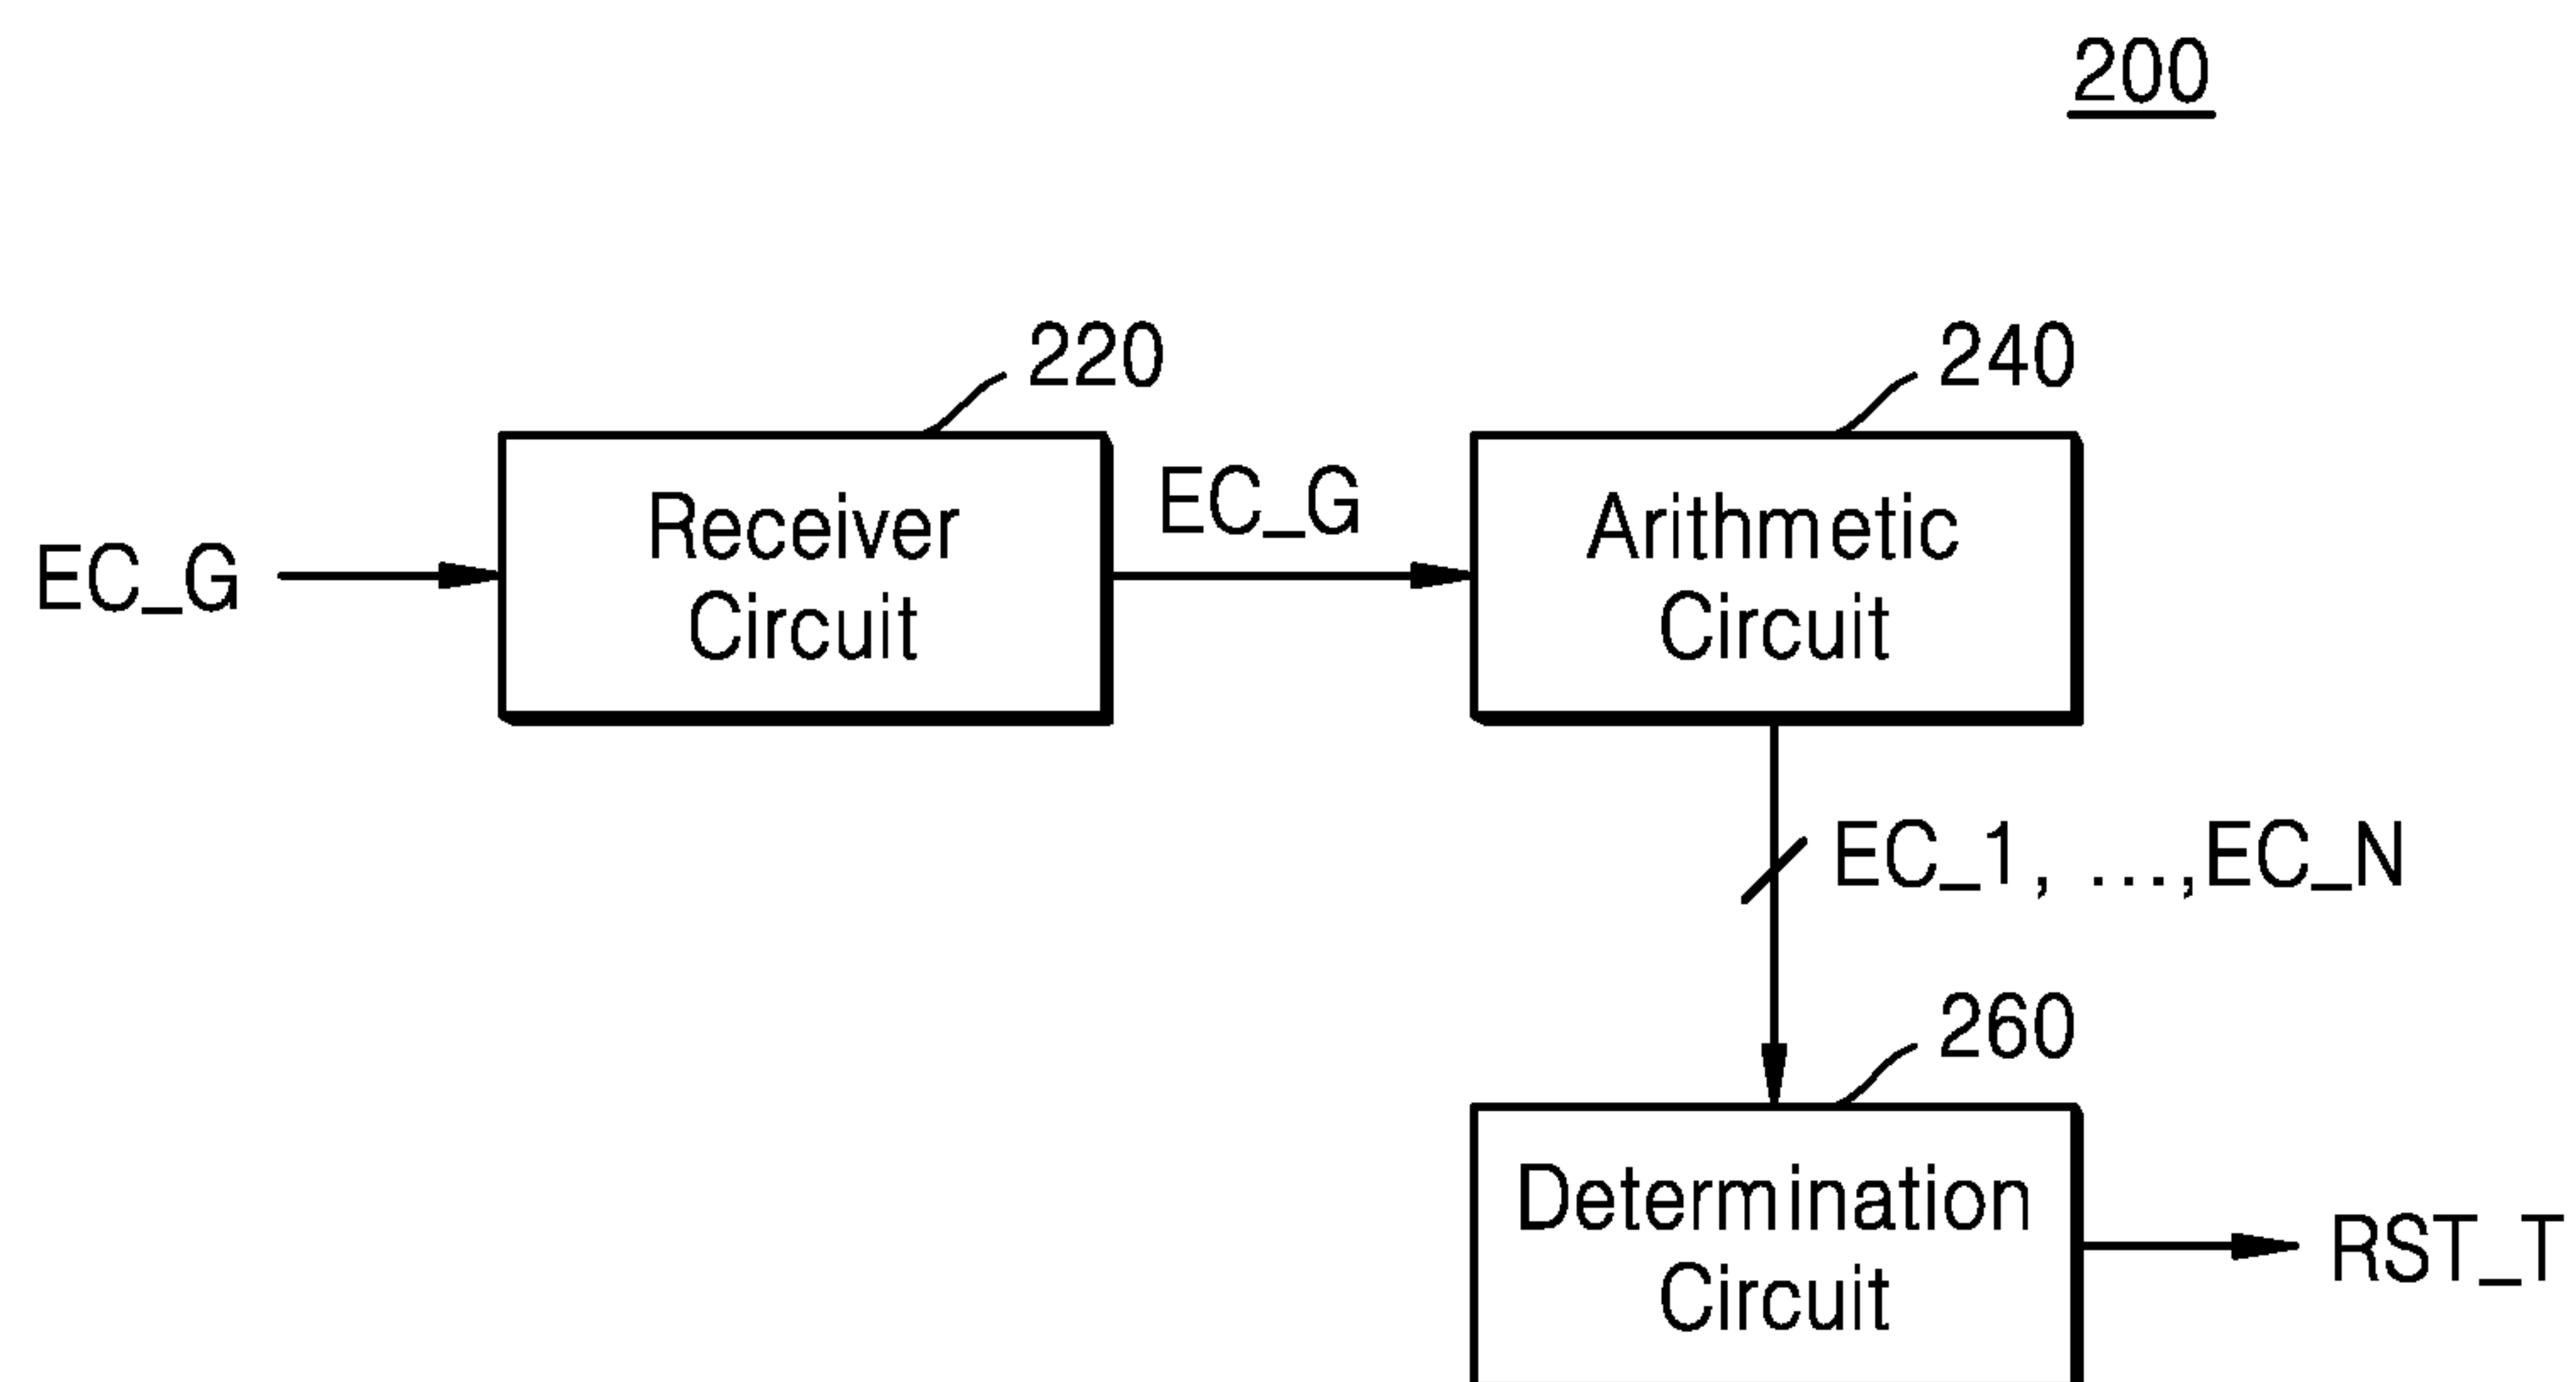 200
220
240
EC_G
Receiver
Circuit
EC_G
Arithmetic
Circuit
EC_1, ...,EC_N
260
Determination
Circuit
RST_T